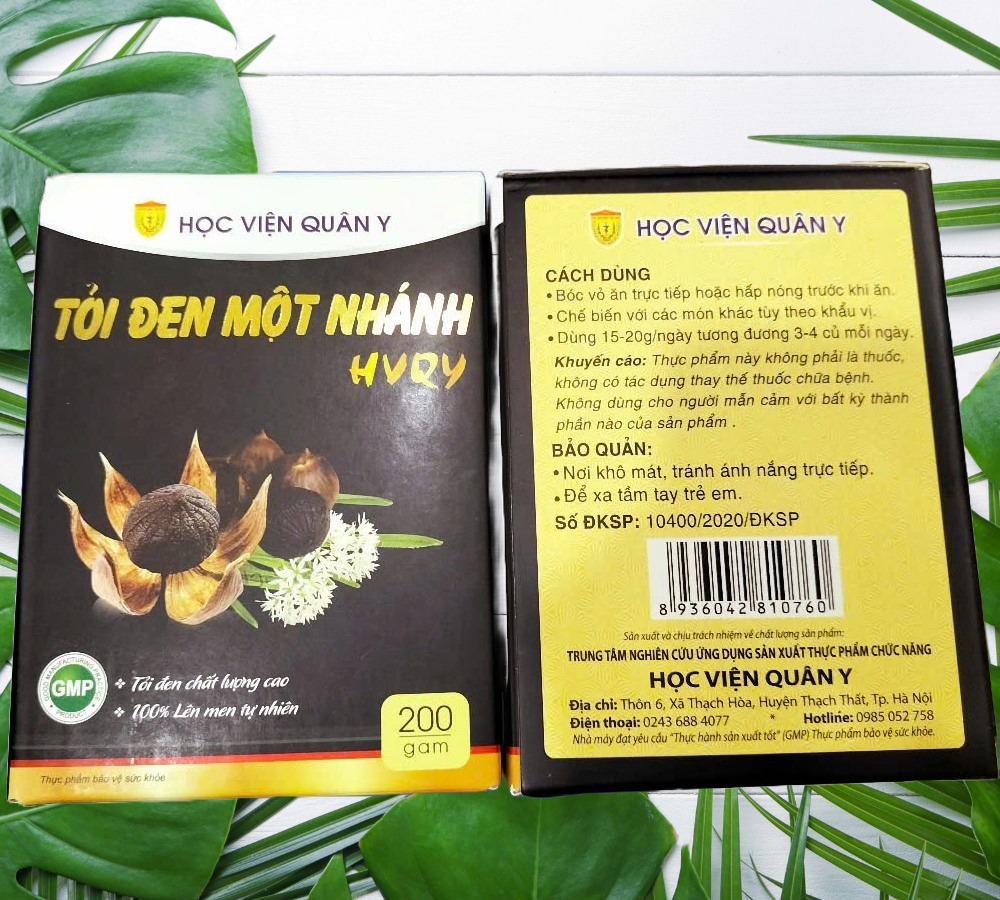 HỌC VIỆN QUÂN Y
TỎI ĐEN MỘT NHÁNH
HVQY
GOOD MANUFACTURING PRACTICE
GMP
PRODUCT
❖ Tỏi đen chất lượng cao
❖ 100% Lên men tự nhiên
200
gam
Thực phẩm bảo vệ sức khỏe
HỌC VIỆN QUÂN Y
CÁCH DÙNG
• Bóc vỏ ăn trực tiếp hoặc hấp nóng trước khi ăn.
• Chế biến với các món khác tùy theo khẩu vị.
• Dùng 15-20g/ngày tương đương 3-4 củ mỗi ngày.
Khuyến cáo: Thực phẩm này không phải là thuốc,
không có tác dụng thay thế thuốc chữa bệnh.
Không dùng cho người mẫn cảm với bất kỳ thành
phần nào của sản phẩm .
BẢO QUẢN:
• Nơi khô mát, tránh ánh nắng trực tiếp.
• Để xa tầm tay trẻ em.
Số ĐKSP: 10400/2020/ĐKSP
8 936042 810760
Sản xuất và chịu trách nhiệm về chất lượng sản phẩm:
TRUNG TÂM NGHIÊN CỨU ỨNG DỤNG SẢN XUẤT THỰC PHẨM CHỨC NĂNG
HỌC VIỆN QUÂN Y
Địa chỉ: Thôn 6, Xã Thạch Hòa, Huyện Thạch Thất, Tp. Hà Nội
Điện thoại: 0243 688 4077 * Hotline: 0985 052 758
Nhà máy đạt yêu cầu "Thực hành sản xuất tốt" (GMP) Thực phẩm bảo vệ sức khỏe.